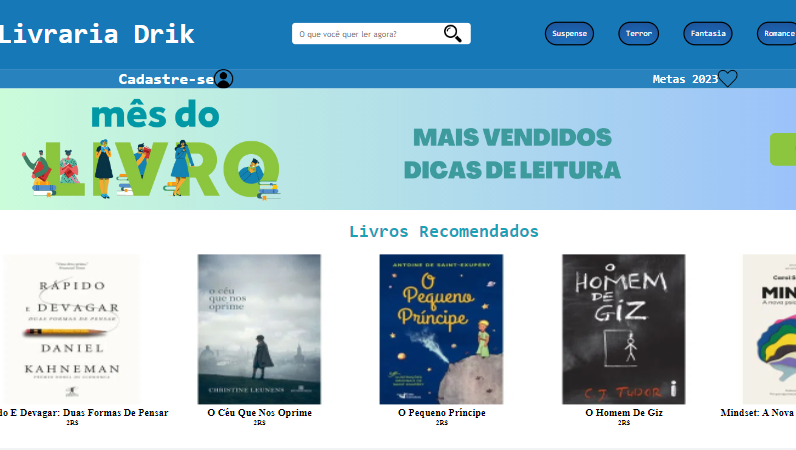 Livraria Drik
O que você quer ler agora?
Suspense
Terror
Fantasia
Romance
Cadastre-se
Metas 2023
mês do
LIVRO
MAIS VENDIDOS
DICAS DE LEITURA
Livros Recomendados
RÁPIDO
E DEVAGAR
DUAS FORMAS DE PENSAR
DANIEL
KAHNEMAN
o céu
que nos
oprime
CHRISTINE LEUNENS
ANTOINE DE SAINT-EXUPÉRY
O
Pequeno
Príncipe
O
HOMEM
DE
GIZ
C. J. TUDOR
Carol S
MIN
A nova psi
do E Devagar: Duas Formas De Pensar
2R$
O Céu Que Nos Oprime
2R$
O Pequeno Príncipe
2R$
O Homem De Giz
2R$
Mindset: A Nova